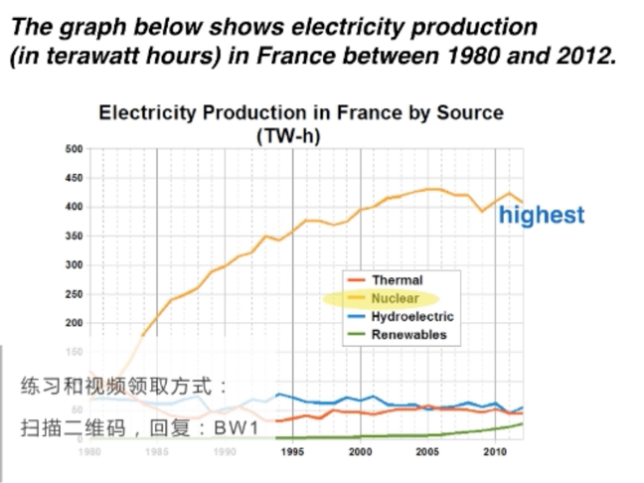 The graph below shows electricity production
(in terawatt hours) in France between 1980 and 2012.
Electricity Production in France by Source
(TW-h)
500
450
400
highest
350
300
Thermal
250
Nuclear
Hydroelectric
200
Renewables
150
练习和视频领取方式：
50
扫描二维码，回复：BW1
1980 1985 1990 1995 2000 2005 2010